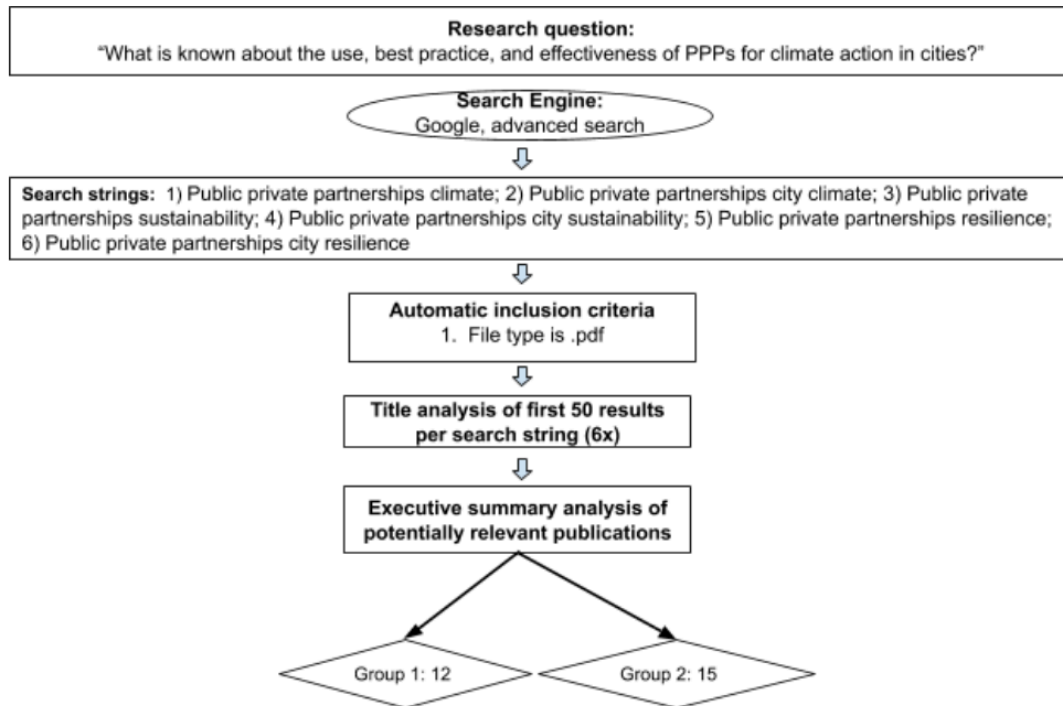 Research question:
“What is known about the use, best practice, and effectiveness of PPPs for climate action in cities?”
Search Engine:
Google, advanced search
Search strings: 1) Public private partnerships climate; 2) Public private partnerships city climate; 3) Public private
partnerships sustainability; 4) Public private partnerships city sustainability; 5) Public private partnerships resilience;
6) Public private partnerships city resilience
Automatic inclusion criteria
1. File type is .pdf
Title analysis of first 50 results
per search string (6x)
Executive summary analysis of
potentially relevant publications
Group 1: 12
Group 2: 15